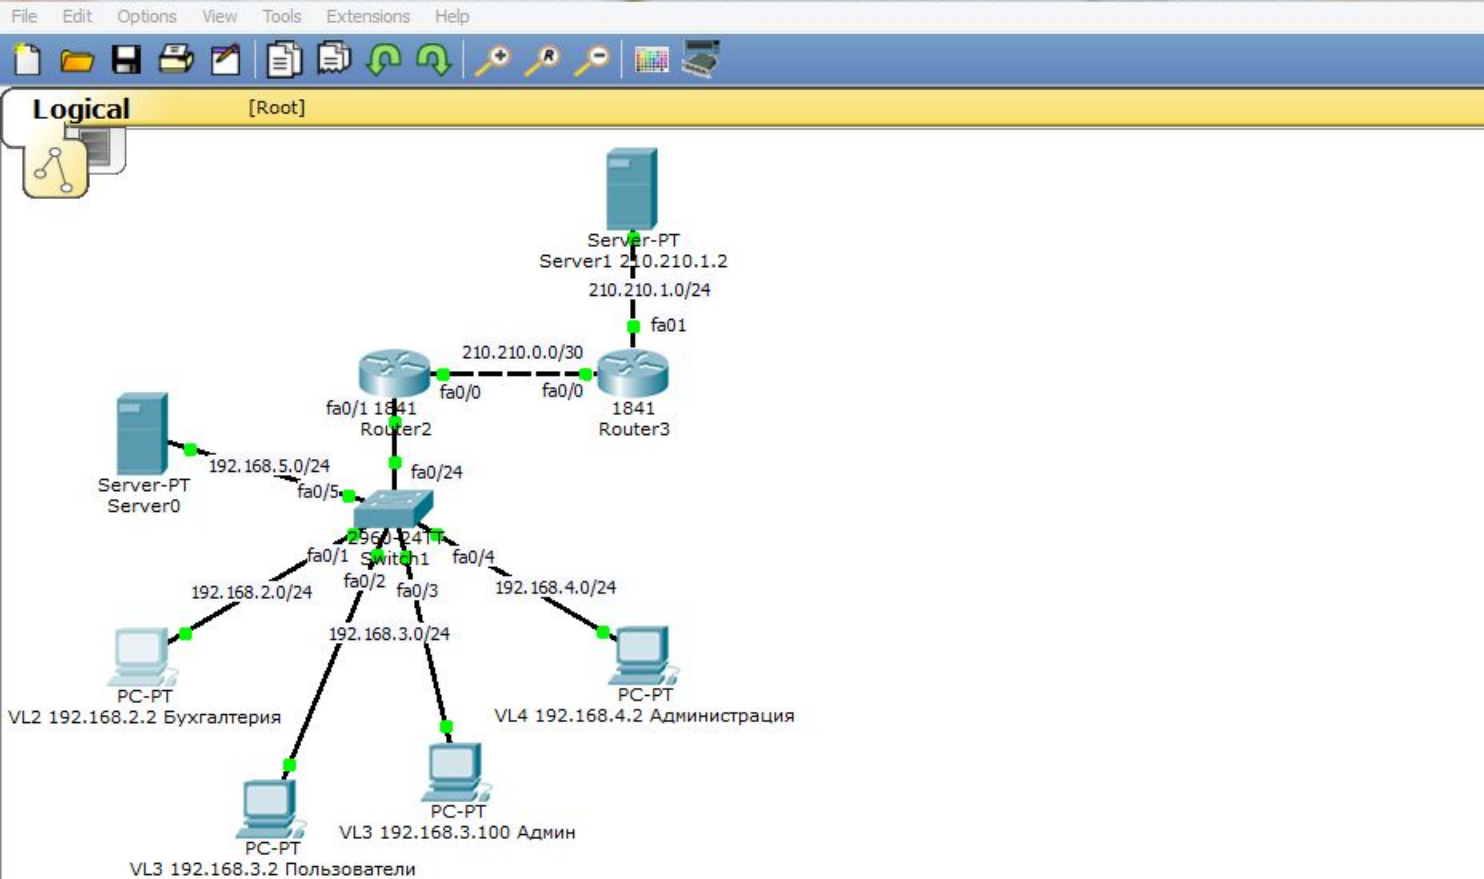 File Edit Options View Tools Extensions Help
Logical [Root]
Server-PT
Server1 210.210.1.2
210.210.1.0/24
fa01
210.210.0.0/30
fa0/0
fa0/0
fa0/1 1841
Router2
1841
Router3
192.168.5.0/24
Server-PT
Server0
fa0/24
fa0/5
2960-24TT
Switch1
fa0/1
fa0/2
fa0/3
fa0/4
192.168.2.0/24
192.168.4.0/24
192.168.3.0/24
PC-PT
VL2 192.168.2.2 Бухгалтерия
PC-PT
VL4 192.168.4.2 Администрация
PC-PT
VL3 192.168.3.100 Админ
PC-PT
VL3 192.168.3.2 Пользователи